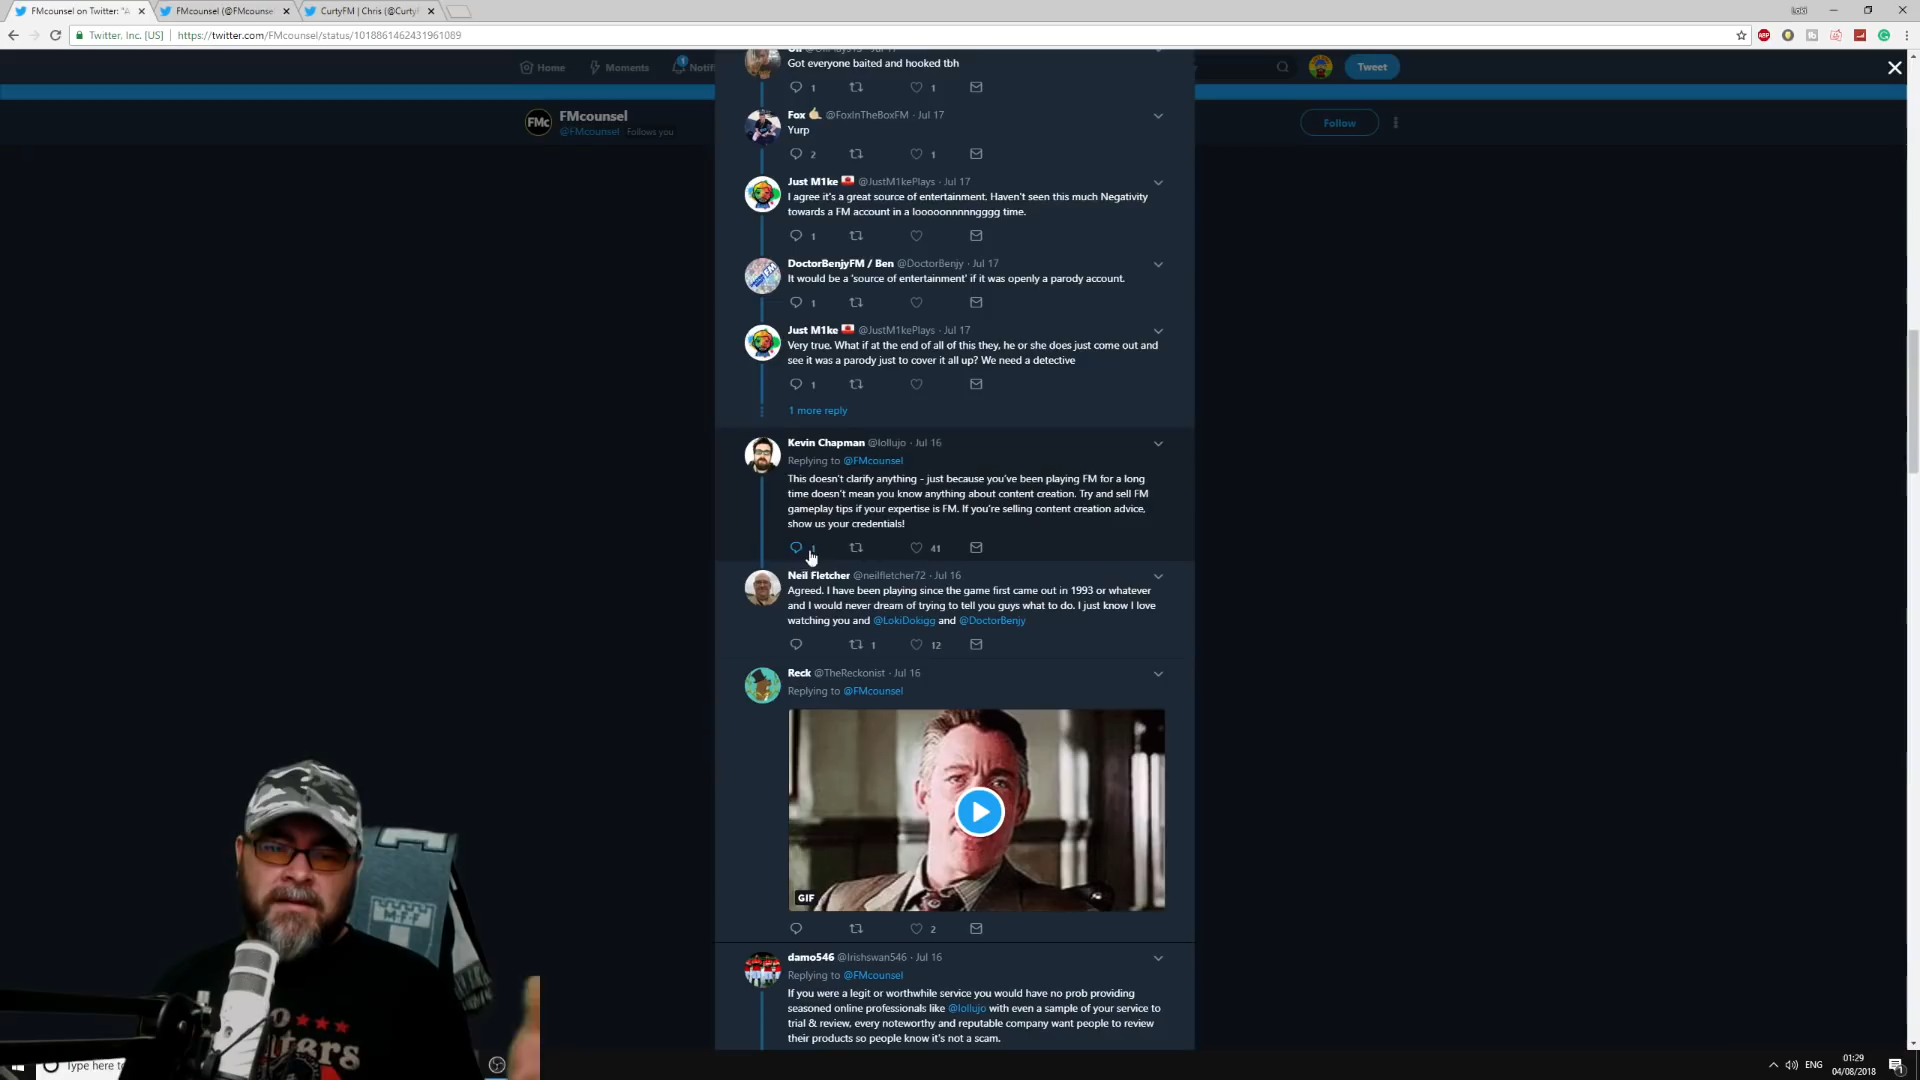 FMcounsel on Twitter: "A
FMcounsel (@FMcounse
CurtyFM | Chris (@Curty
Loki
Twitter, Inc. [US]
https://twitter.com/FMcounsel/status/1018861462431961089
Home
Moments
1
Notif
Tweet
FMc
FMcounsel
@FMcounsel Follows you
Follow
Got everyone baited and hooked tbh
1
1
Fox @FoxInTheBoxFM · Jul 17
Yurp
2
1
Just M1ke @JustM1kePlays · Jul 17
I agree it's a great source of entertainment. Haven't seen this much Negativity
towards a FM account in a looooonnnnngggg time.
1
DoctorBenjyFM / Ben @DoctorBenjy · Jul 17
It would be a 'source of entertainment' if it was openly a parody account.
1
Just M1ke @JustM1kePlays · Jul 17
Very true. What if at the end of all of this they, he or she does just come out and
see it was a parody just to cover it all up? We need a detective
1
1 more reply
Kevin Chapman @lollujo · Jul 16
Replying to @FMcounsel
This doesn't clarify anything - just because you've been playing FM for a long
time doesn't mean you know anything about content creation. Try and sell FM
gameplay tips if your expertise is FM. If you're selling content creation advice,
show us your credentials!
1
41
Neil Fletcher @neilfletcher72 · Jul 16
Agreed. I have been playing since the game first came out in 1993 or whatever
and I would never dream of trying to tell you guys what to do. I just know I love
watching you and @LokiDokigg and @DoctorBenjy
1
12
Reck @TheReckonist · Jul 16
Replying to @FMcounsel
GIF
2
damo546 @Irishswan546 · Jul 16
Replying to @FMcounsel
If you were a legit or worthwhile service you would have no prob providing
seasoned online professionals like @lollujo with even a sample of your service to
trial & review, every noteworthy and reputable company want people to review
their products so people know it's not a scam.
MFF
Type here to
ENG
01:29
04/08/2018